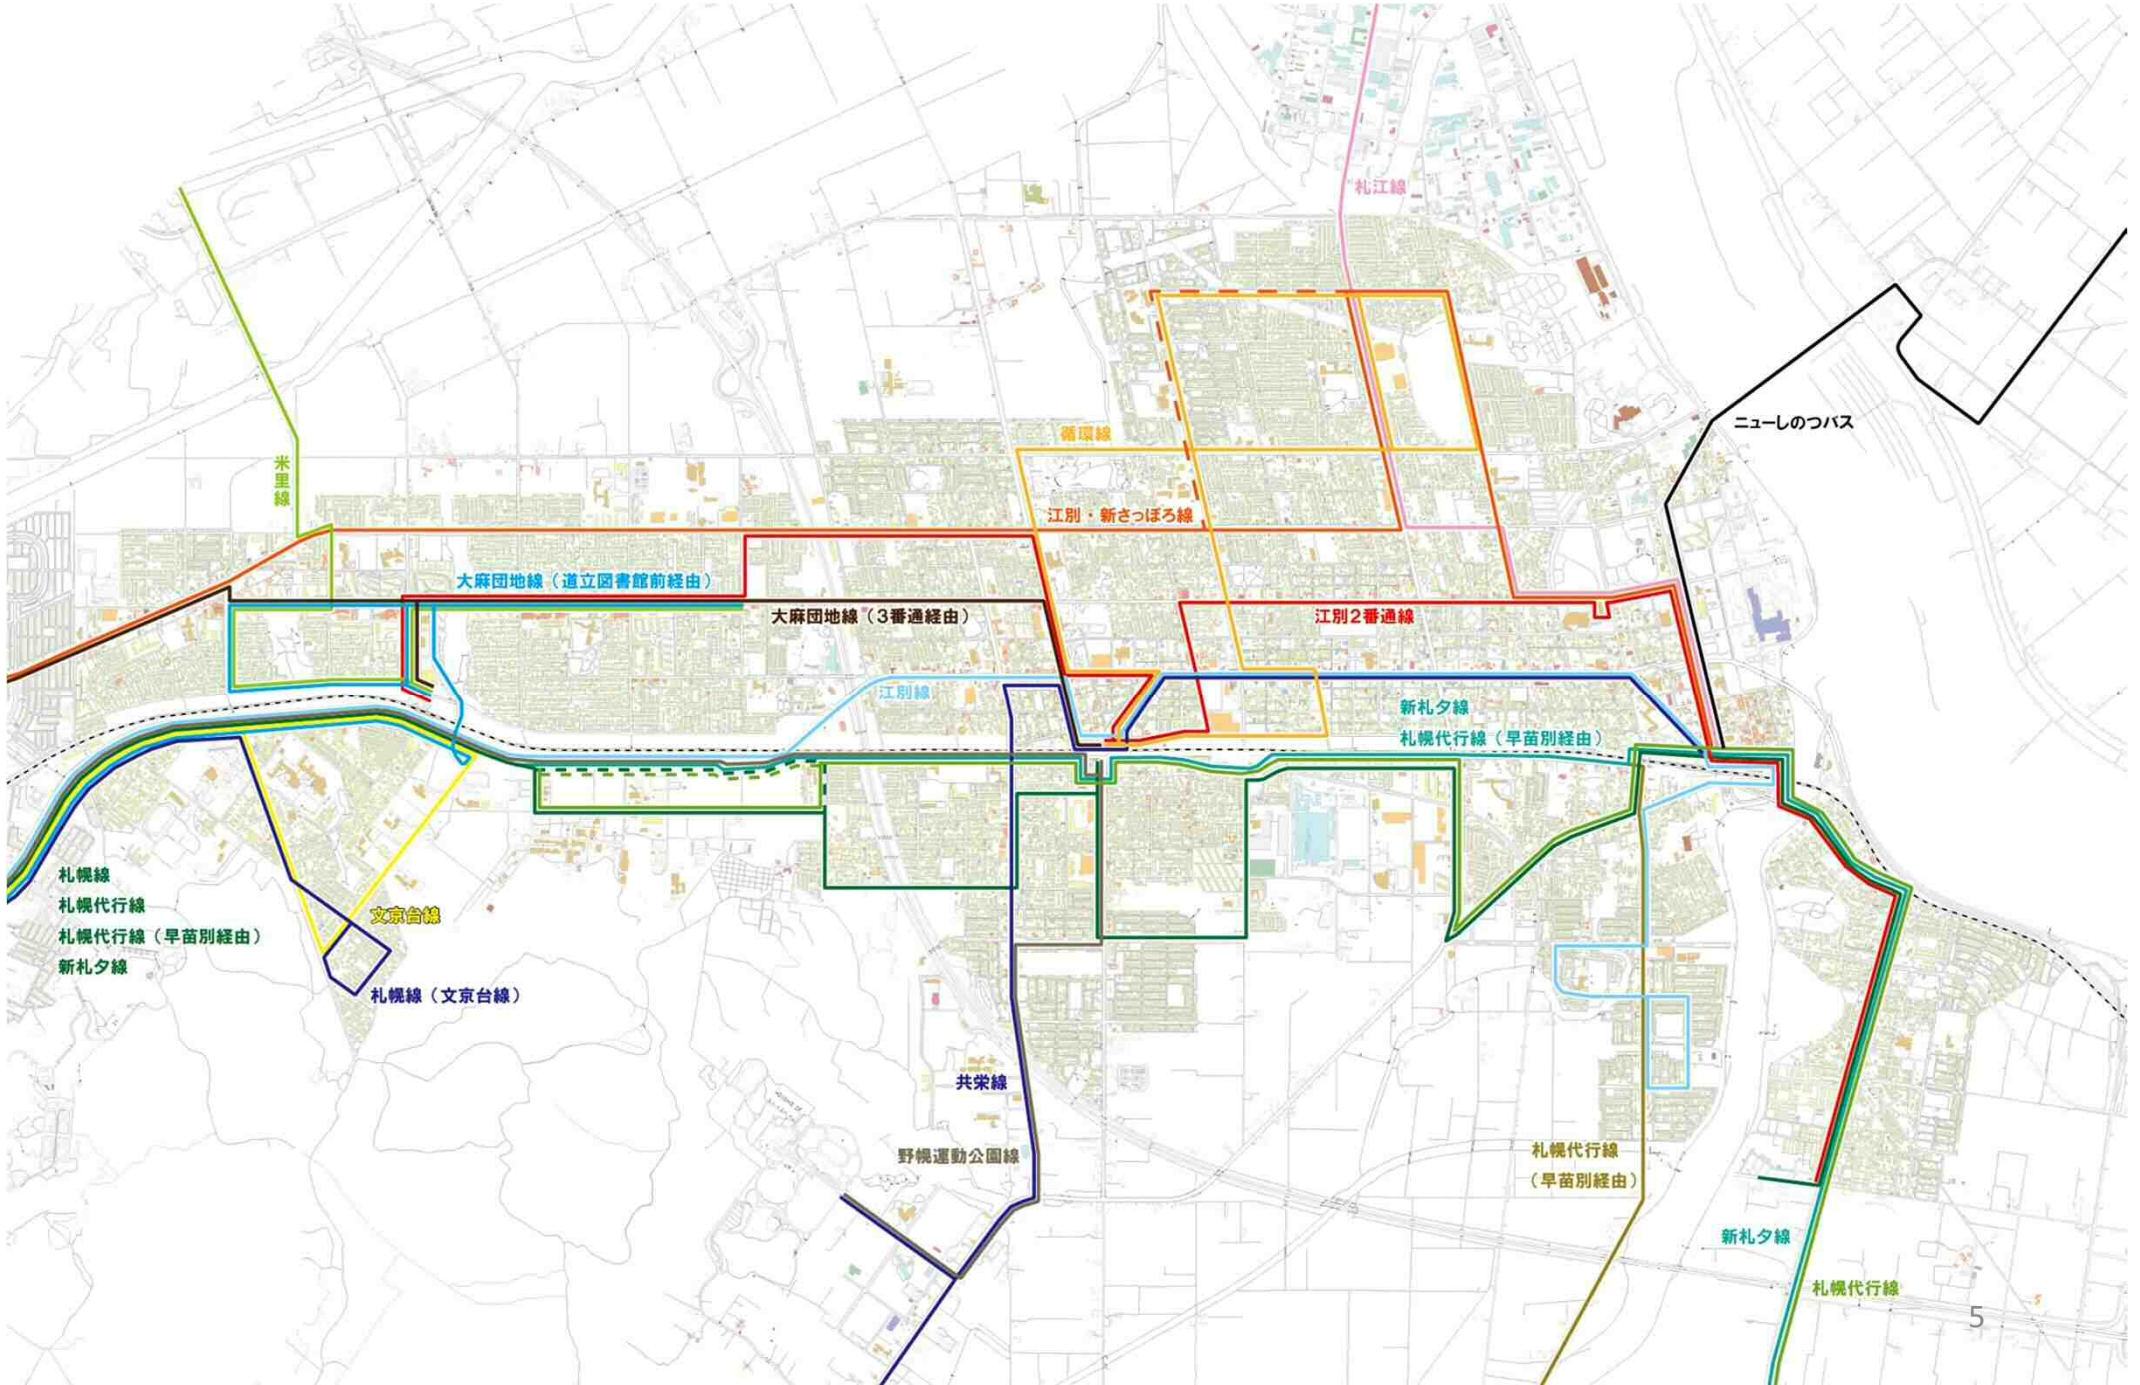 札江線
ニューしのつバス
循環線
米里線
江別・新さっぽろ線
大麻団地線（道立図書館前経由）
大麻団地線（3番通経由）
江別2番通線
江別線
新札夕線
札幌代行線（早苗別経由）
札幌線
札幌代行線
札幌代行線（早苗別経由）
新札夕線
文京台線
札幌線（文京台線）
共栄線
野幌運動公園線
札幌代行線
（早苗別経由）
新札夕線
札幌代行線
5